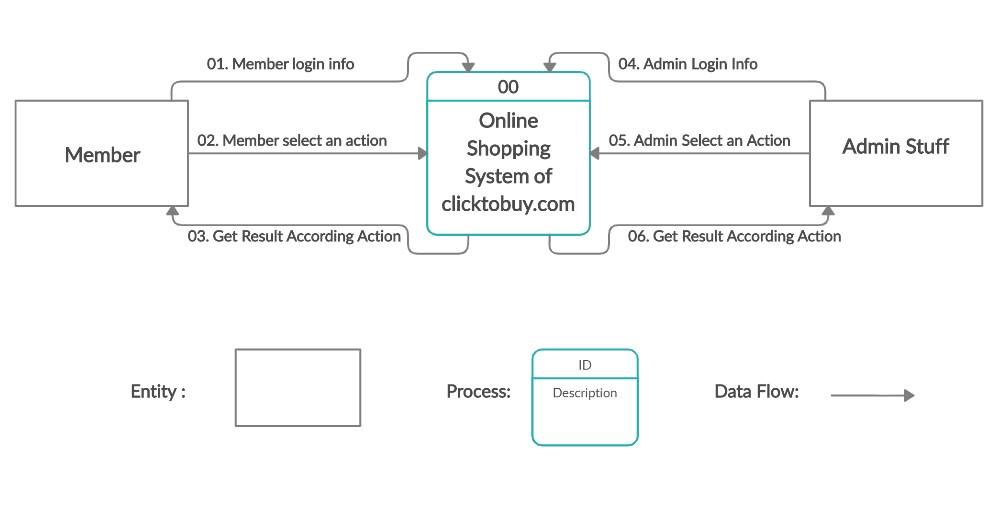 01. Member login info
04. Admin Login Info
00
Member
02. Member select an action
Online
Shopping
System of
clicktobuy.com
05. Admin Select an Action
Admin Stuff
03. Get Result According Action
06. Get Result According Action
Entity :
Process:
ID
Description
Data Flow: